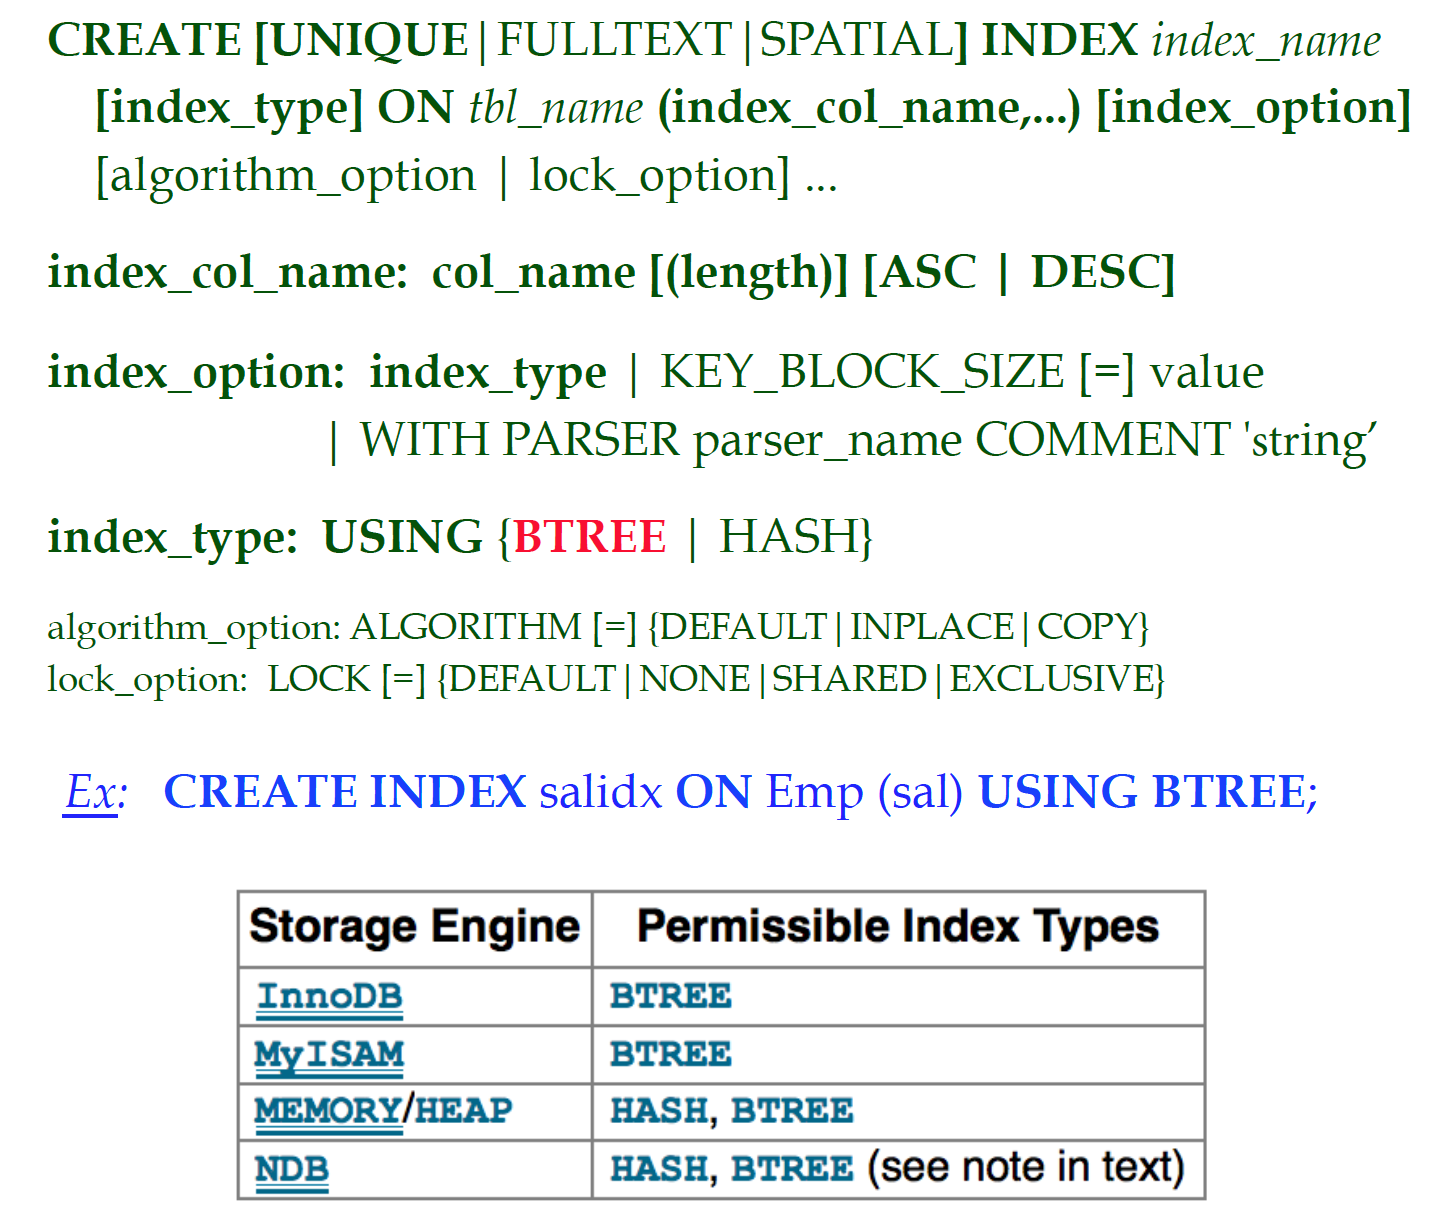 CREATE [UNIQUE|FULLTEXT|SPATIAL] INDEX index_name
[index_type] ON tbl_name (index_col_name,...) [index_option]
[algorithm_option | lock_option] ...
index_col_name: col_name [(length)] [ASC | DESC]
index_option: index_type | KEY_BLOCK_SIZE [=] value
| WITH PARSER parser_name COMMENT 'string’
index_type: USING {BTREE | HASH}
algorithm_option: ALGORITHM [=] {DEFAULT|INPLACE|COPY}
lock_option: LOCK [=] {DEFAULT|NONE|SHARED|EXCLUSIVE}
Ex: CREATE INDEX salidx ON Emp (sal) USING BTREE;
Storage Engine Permissible Index Types
InnoDB BTREE
MyISAM BTREE
MEMORY/HEAP HASH, BTREE
NDB HASH, BTREE (see note in text)